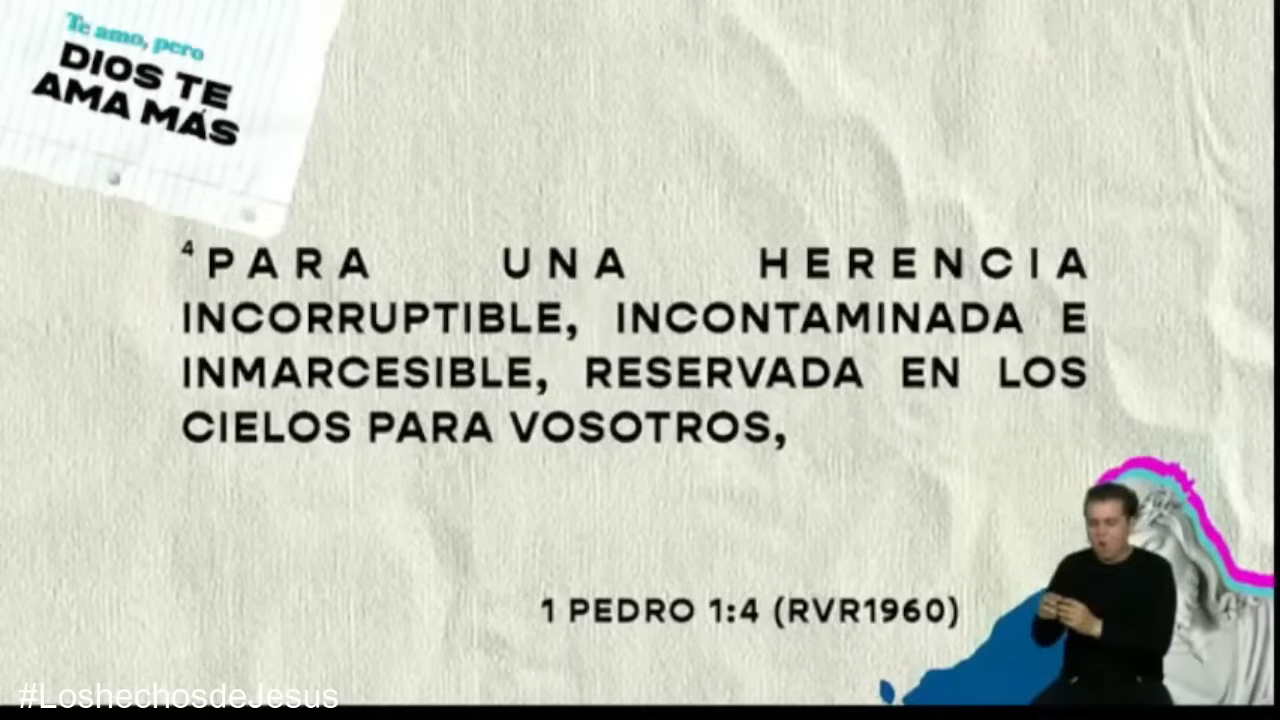 Te amo, pero
DIOS TE
AMA MÁS
⁴PARA UNA HERENCIA
INCORRUPTIBLE, INCONTAMINADA E
INMARCESIBLE, RESERVADA EN LOS
CIELOS PARA VOSOTROS,
1 PEDRO 1:4 (RVR1960)
#LoshechosdeJesus